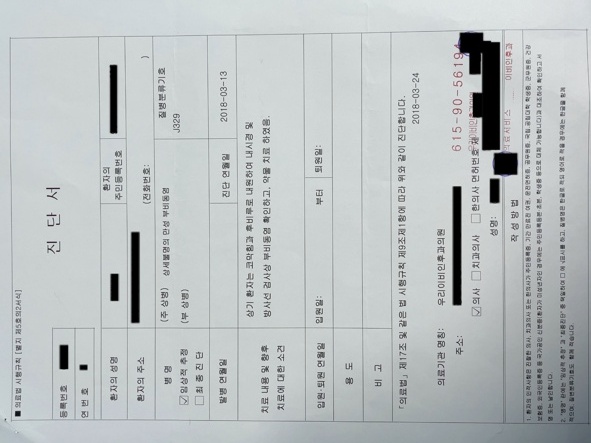 ■ 의료법 시행규칙 [별지 제5호의2서식]
진 단 서
등록번호
연 번 호
환자의 성명
환자의 주민등록번호
환자의 주소
(전화번호: )
병 명
☑ 임상적 추정
□ 최 종 진 단
(주 상병) 상세불명의 만성 부비동염
(부 상병)
질병분류기호
J329
발병 연월일
진단 연월일
2018-03-13
치료 내용 및 향후 치료에 대한 소견
상기 환자는 코막힘과 후비루로 내원하여 내시경 및
방사선 검사상 부비동염 확인하고, 약물 치료 하였음.
입원·퇴원 연월일
입원일: 부터 퇴원일:
용 도
비 고
「의료법」 제17조 및 같은 법 시행규칙 제9조제1항에 따라 위와 같이 진단합니다.
2018-03-24
의료기관 명칭: 우리이비인후과의원
주소:
615-90-5619
☑ 의사 □ 치과의사 □ 한의사 면허번호 제
성명:
의료서비스 이비인후과
작 성 방 법